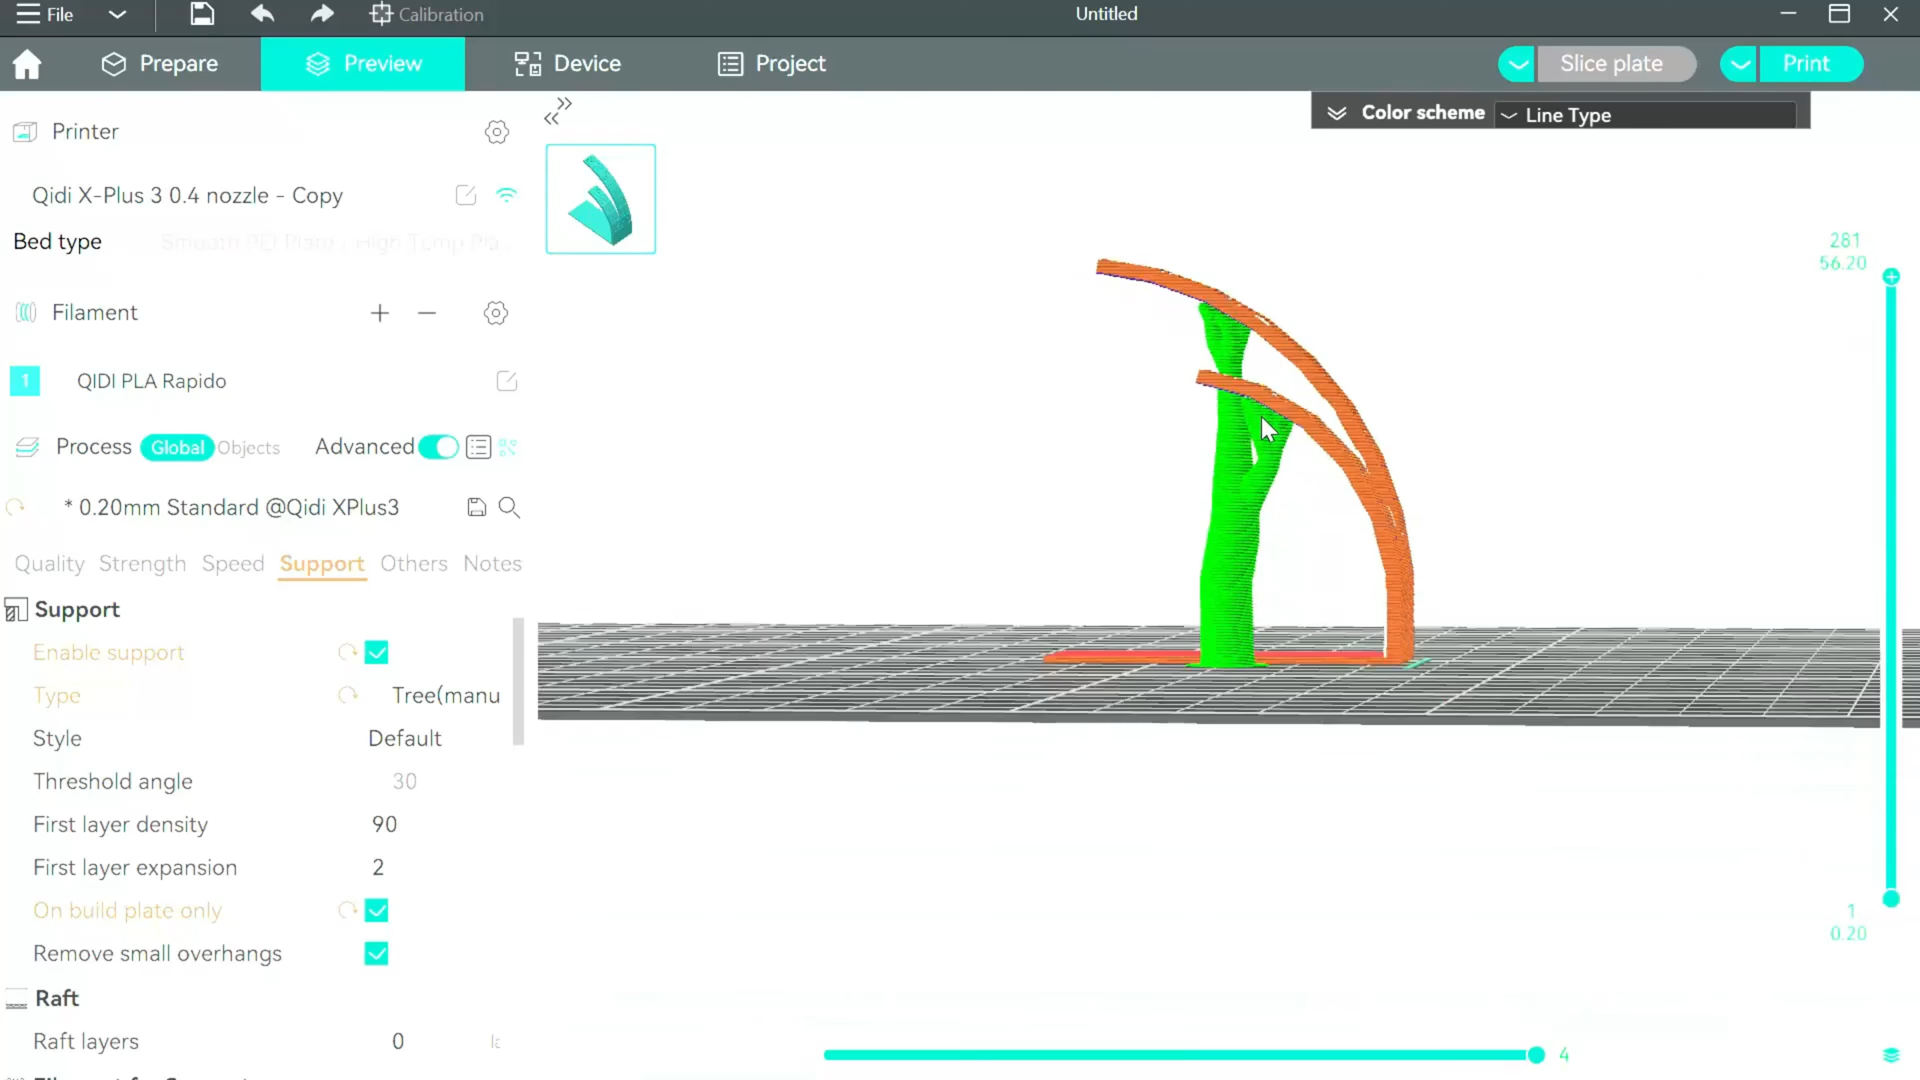 File
Calibration
Untitled
Prepare
Preview
Device
Project
Slice plate
Print
Printer
Color scheme
Line Type
Qidi X-Plus 3 0.4 nozzle - Copy
Bed type
281
56.20
Filament
1
QIDI PLA Rapido
Process
Global
Objects
Advanced
* 0.20mm Standard @Qidi XPlus3
Quality
Strength
Speed
Support
Others
Notes
Support
Enable support
Type
Tree(manu
Style
Default
Threshold angle
30
First layer density
90
First layer expansion
2
On build plate only
1
0.20
Remove small overhangs
Raft
Raft layers
0
4